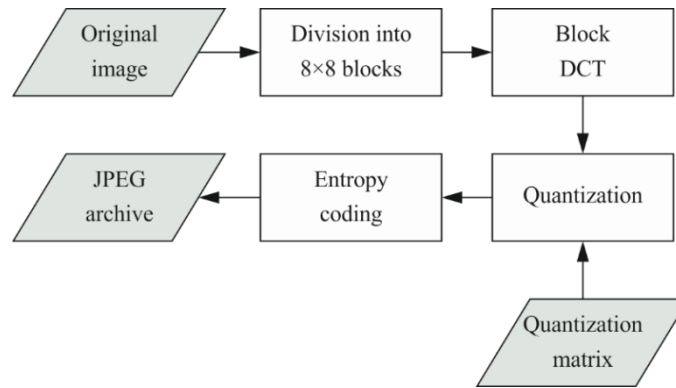 Original
image
Division into
8×8 blocks
Block
DCT
JPEG
archive
Entropy
coding
Quantization
Quantization
matrix